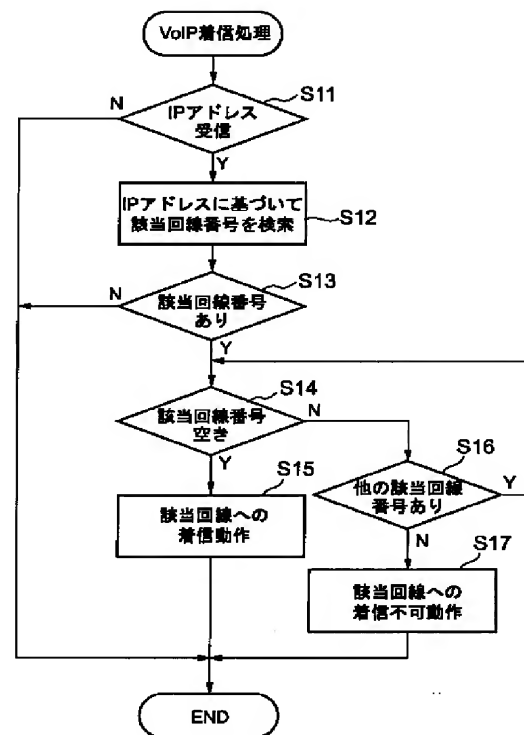 VoIP着信処理
S11
N
IPアドレス
受信
Y
IPアドレスに基づいて
該当回線番号を検索
S12
S13
N
該当回線番号
あり
Y
S14
該当回線番号
空き
N
Y
S15
S16
他の該当回線
番号あり
Y
該当回線への
着信動作
N
S17
該当回線への
着信不可動作
END